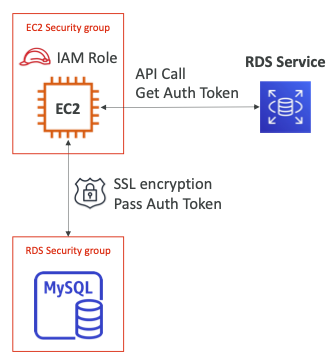 EC2 Security group
IAM Role
EC2
API Call
Get Auth Token
RDS Service
SSL encryption
Pass Auth Token
RDS Security group
MySQL